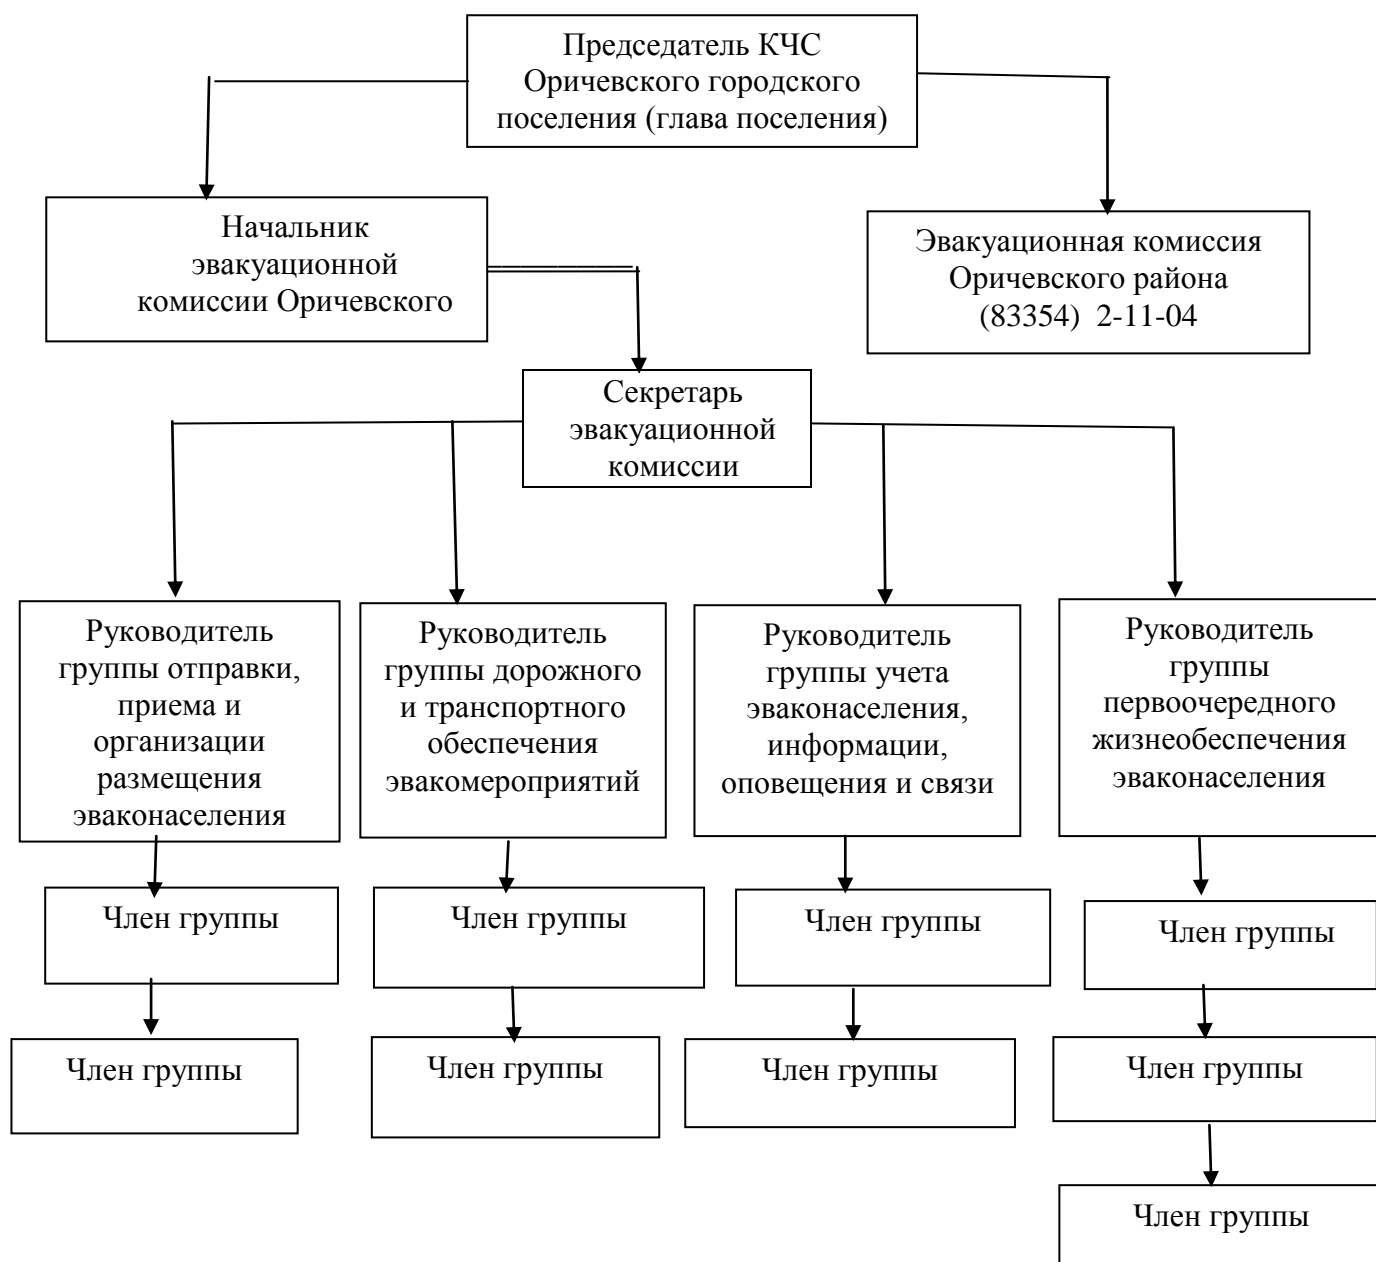 Председатель КЧС
Оричевского городского
поселения (глава поселения)
Начальник
эвакуационной
комиссии Оричевского
Эвакуационная комиссия
Оричевского района
(83354) 2-11-04
Секретарь
эвакуационной
комиссии
Руководитель
группы отправки,
приема и
организации
размещения
эваконаселения
Руководитель
группы дорожного
и транспортного
обеспечения
эвакомероприятий
Руководитель
группы учета
эваконаселения,
информации,
оповещения и связи
Руководитель
группы
первоочередного
жизнеобеспечения
эваконаселения
Член группы
Член группы
Член группы
Член группы
Член группы
Член группы
Член группы
Член группы
Член группы